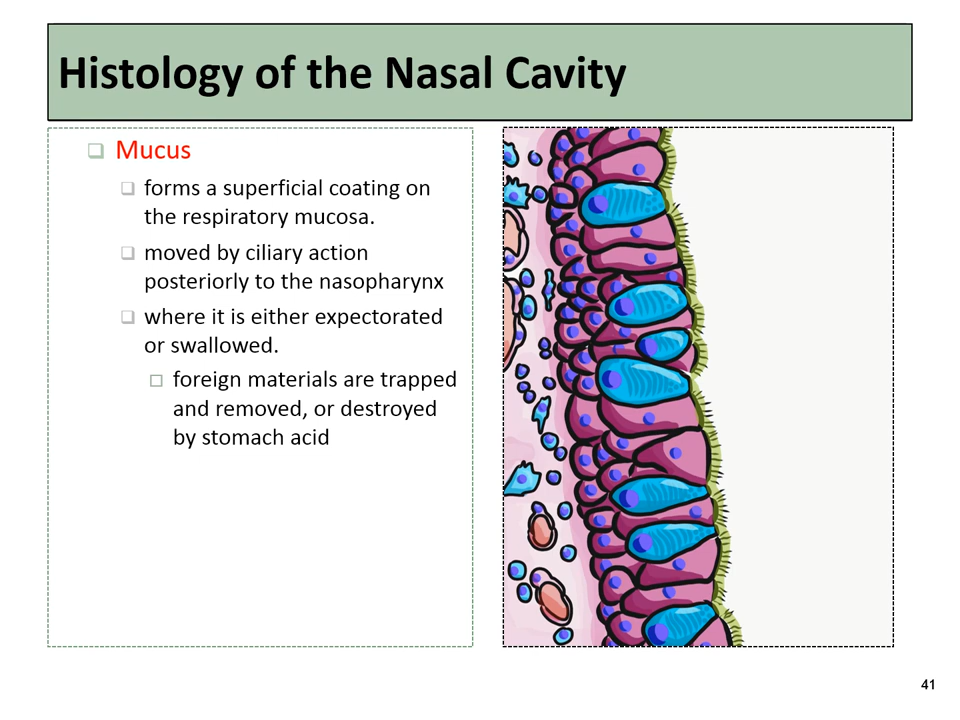 Histology of the Nasal Cavity
Mucus
forms a superficial coating on
the respiratory mucosa.
moved by ciliary action
posteriorly to the nasopharynx
where it is either expectorated
or swallowed.
foreign materials are trapped
and removed, or destroyed
by stomach acid
41